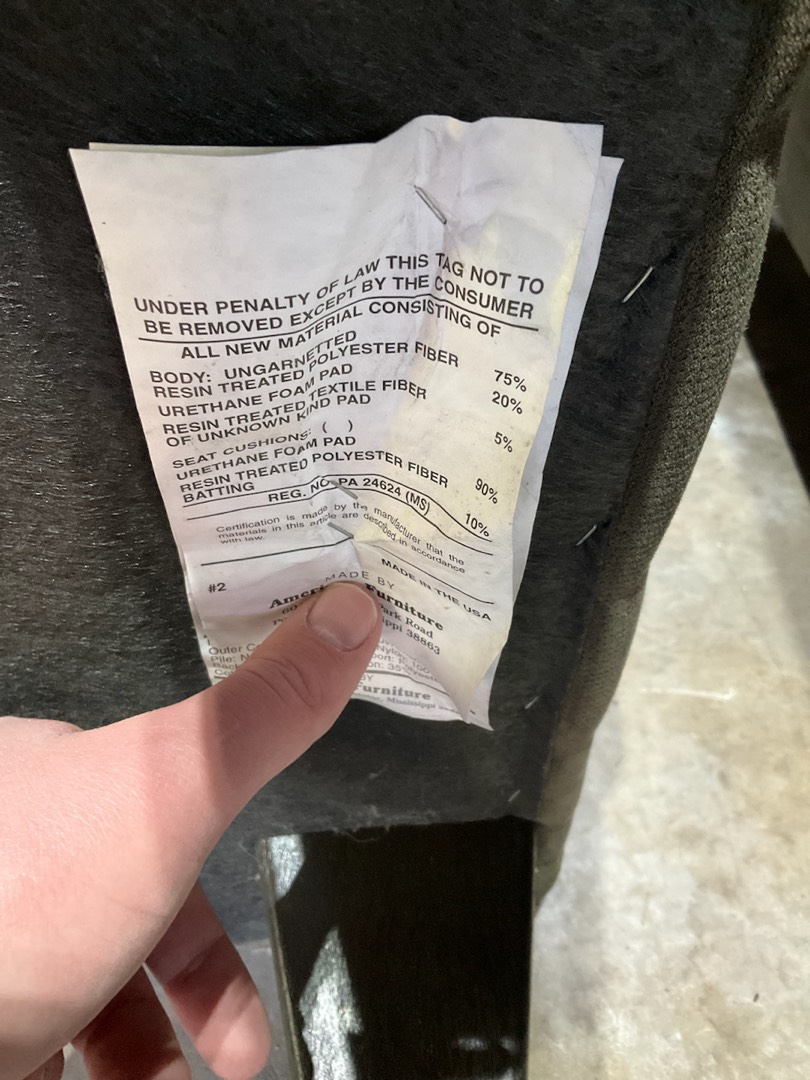 UNDER PENALTY OF LAW THIS TAG NOT TO
BE REMOVED EXCEPT BY THE CONSUMER
ALL NEW MATERIAL CONSISTING OF
BODY: UNGARNETTED
RESIN TREATED POLYESTER FIBER 75%
URETHANE FOAM PAD 20%
RESIN TREATED TEXTILE FIBER
OF UNKNOWN KIND PAD 5%
SEAT CUSHIONS: ( )
URETHANE FOAM PAD 90%
RESIN TREATED POLYESTER FIBER
BATTING 10%
REG. NO. PA 24624 (MS)
Certification is made by the manufacturer that the
materials in this article are described in accordance
with law.
MADE IN THE USA
#2
MADE BY
Furniture
Park Road
38863
Outer
Pile:
BY
Furniture
Mississippi